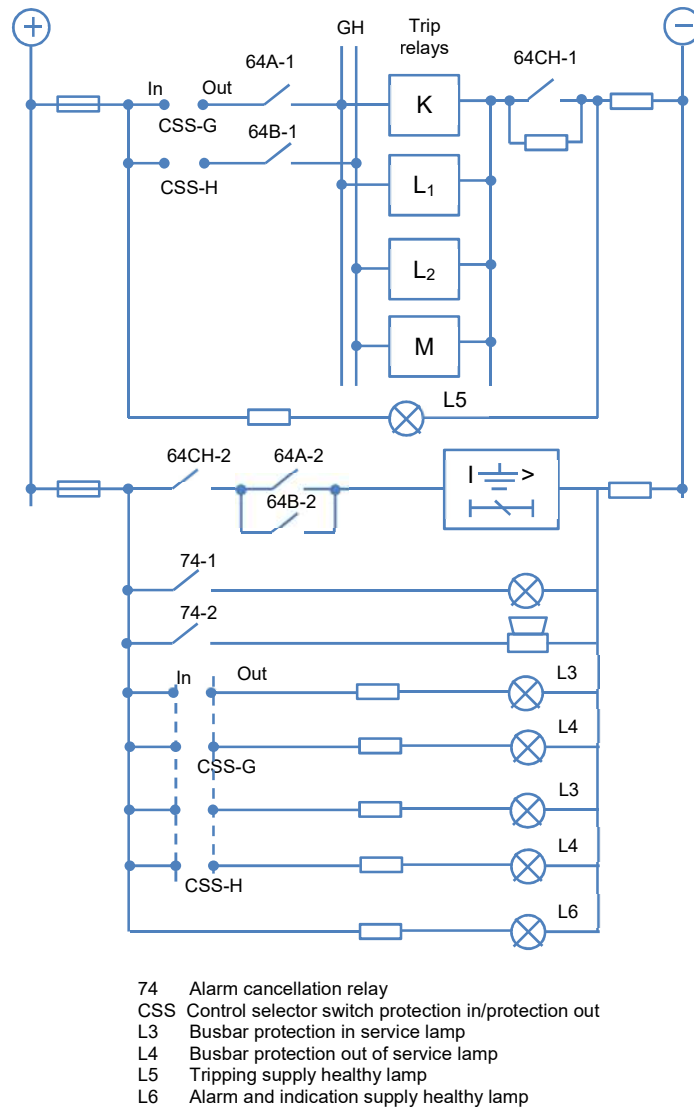 +
−
GH
Trip
relays
64A-1
64CH-1
In
Out
K
CSS-G
64B-1
CSS-H
L1
L2
M
L5
64CH-2
64A-2
I >
64B-2
74-1
74-2
In
Out
L3
L4
CSS-G
L3
L4
CSS-H
L6
74 Alarm cancellation relay
CSS Control selector switch protection in/protection out
L3 Busbar protection in service lamp
L4 Busbar protection out of service lamp
L5 Tripping supply healthy lamp
L6 Alarm and indication supply healthy lamp